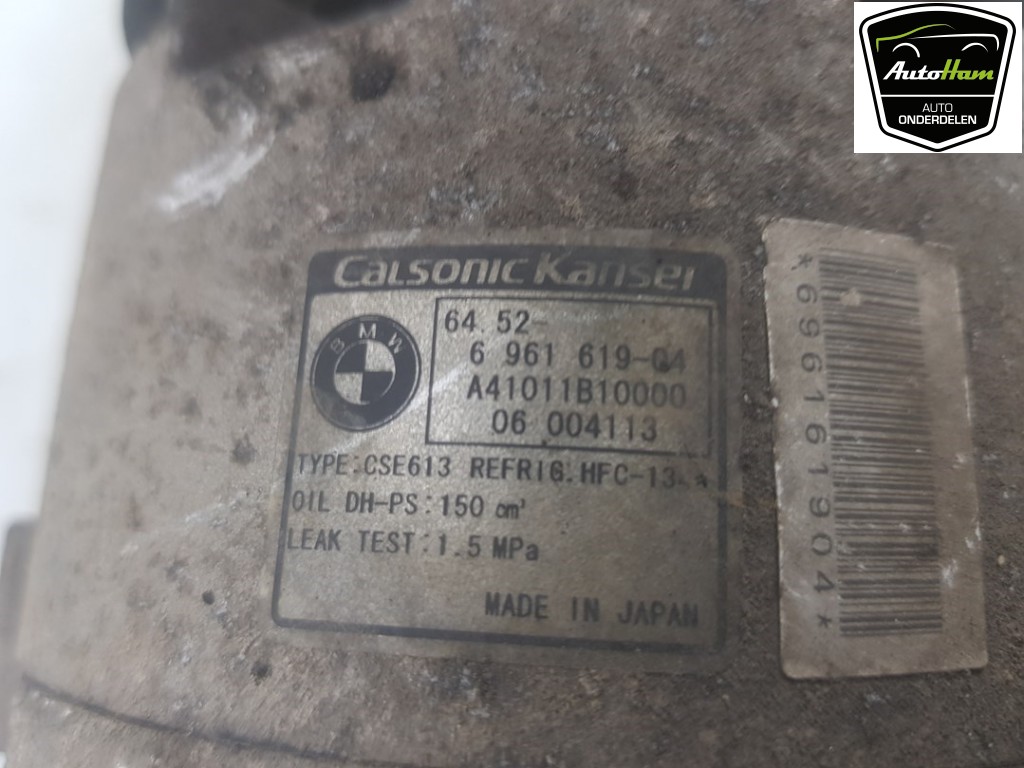 AutoHam
AUTO
ONDERDELEN
CALSONIC Kansei
BMW
64.52-
6 961 619-04
A41011B10000
06 004113
TYPE:CSE613 REFRIG.HFC-13
OIL DH-PS:150 cm³
LEAK TEST:1.5 MPa
MADE IN JAPAN
*696161904*